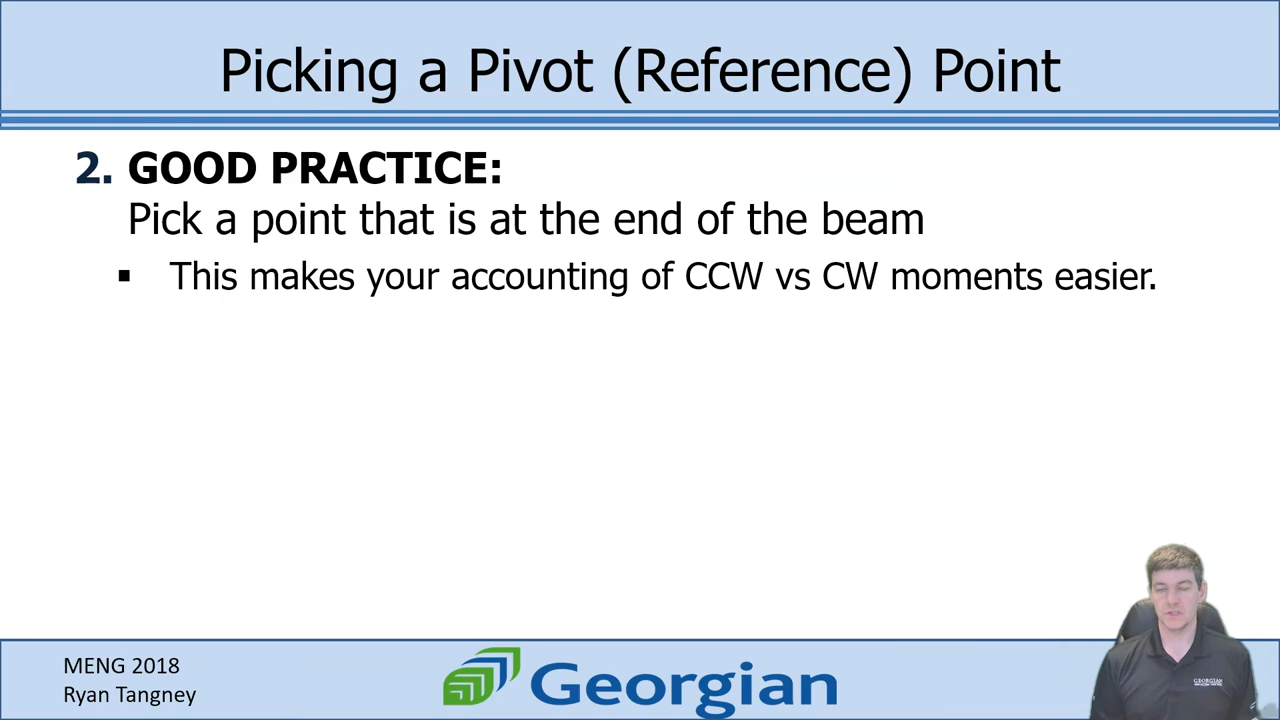 Picking a Pivot (Reference) Point
2. GOOD PRACTICE:
Pick a point that is at the end of the beam
▪ This makes your accounting of CCW vs CW moments easier.
MENG 2018
Ryan Tangney
Georgian
GEORGIAN